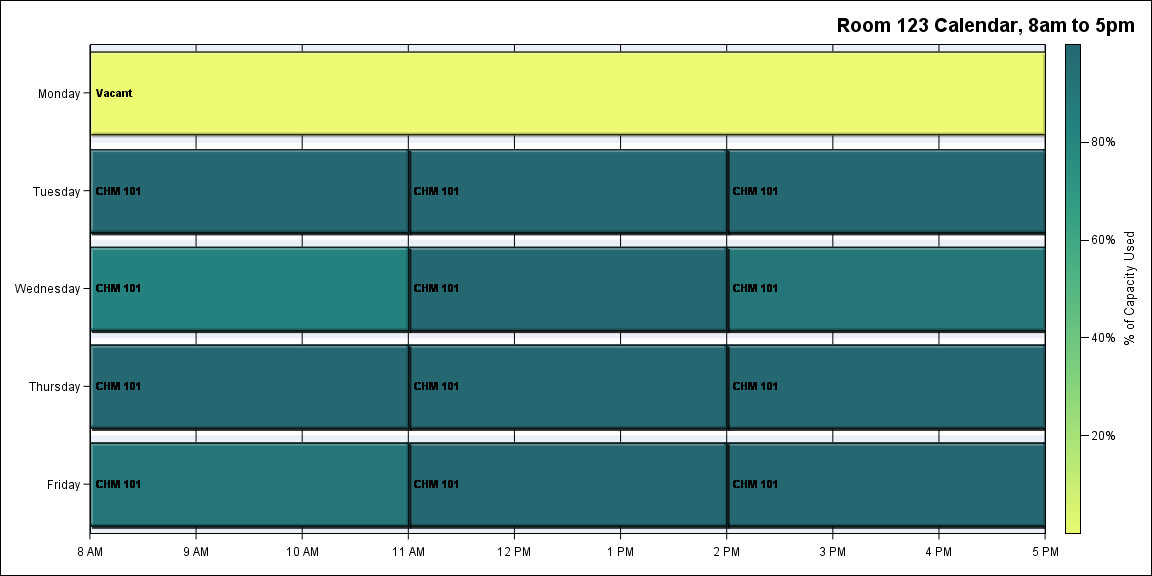 Room 123 Calendar, 8am to 5pm
Monday
Vacant
Tuesday
CHM 101
CHM 101
CHM 101
Wednesday
CHM 101
CHM 101
CHM 101
Thursday
CHM 101
CHM 101
CHM 101
Friday
CHM 101
CHM 101
CHM 101
8 AM
9 AM
10 AM
11 AM
12 PM
1 PM
2 PM
3 PM
4 PM
5 PM
80%
60%
40%
20%
% of Capacity Used